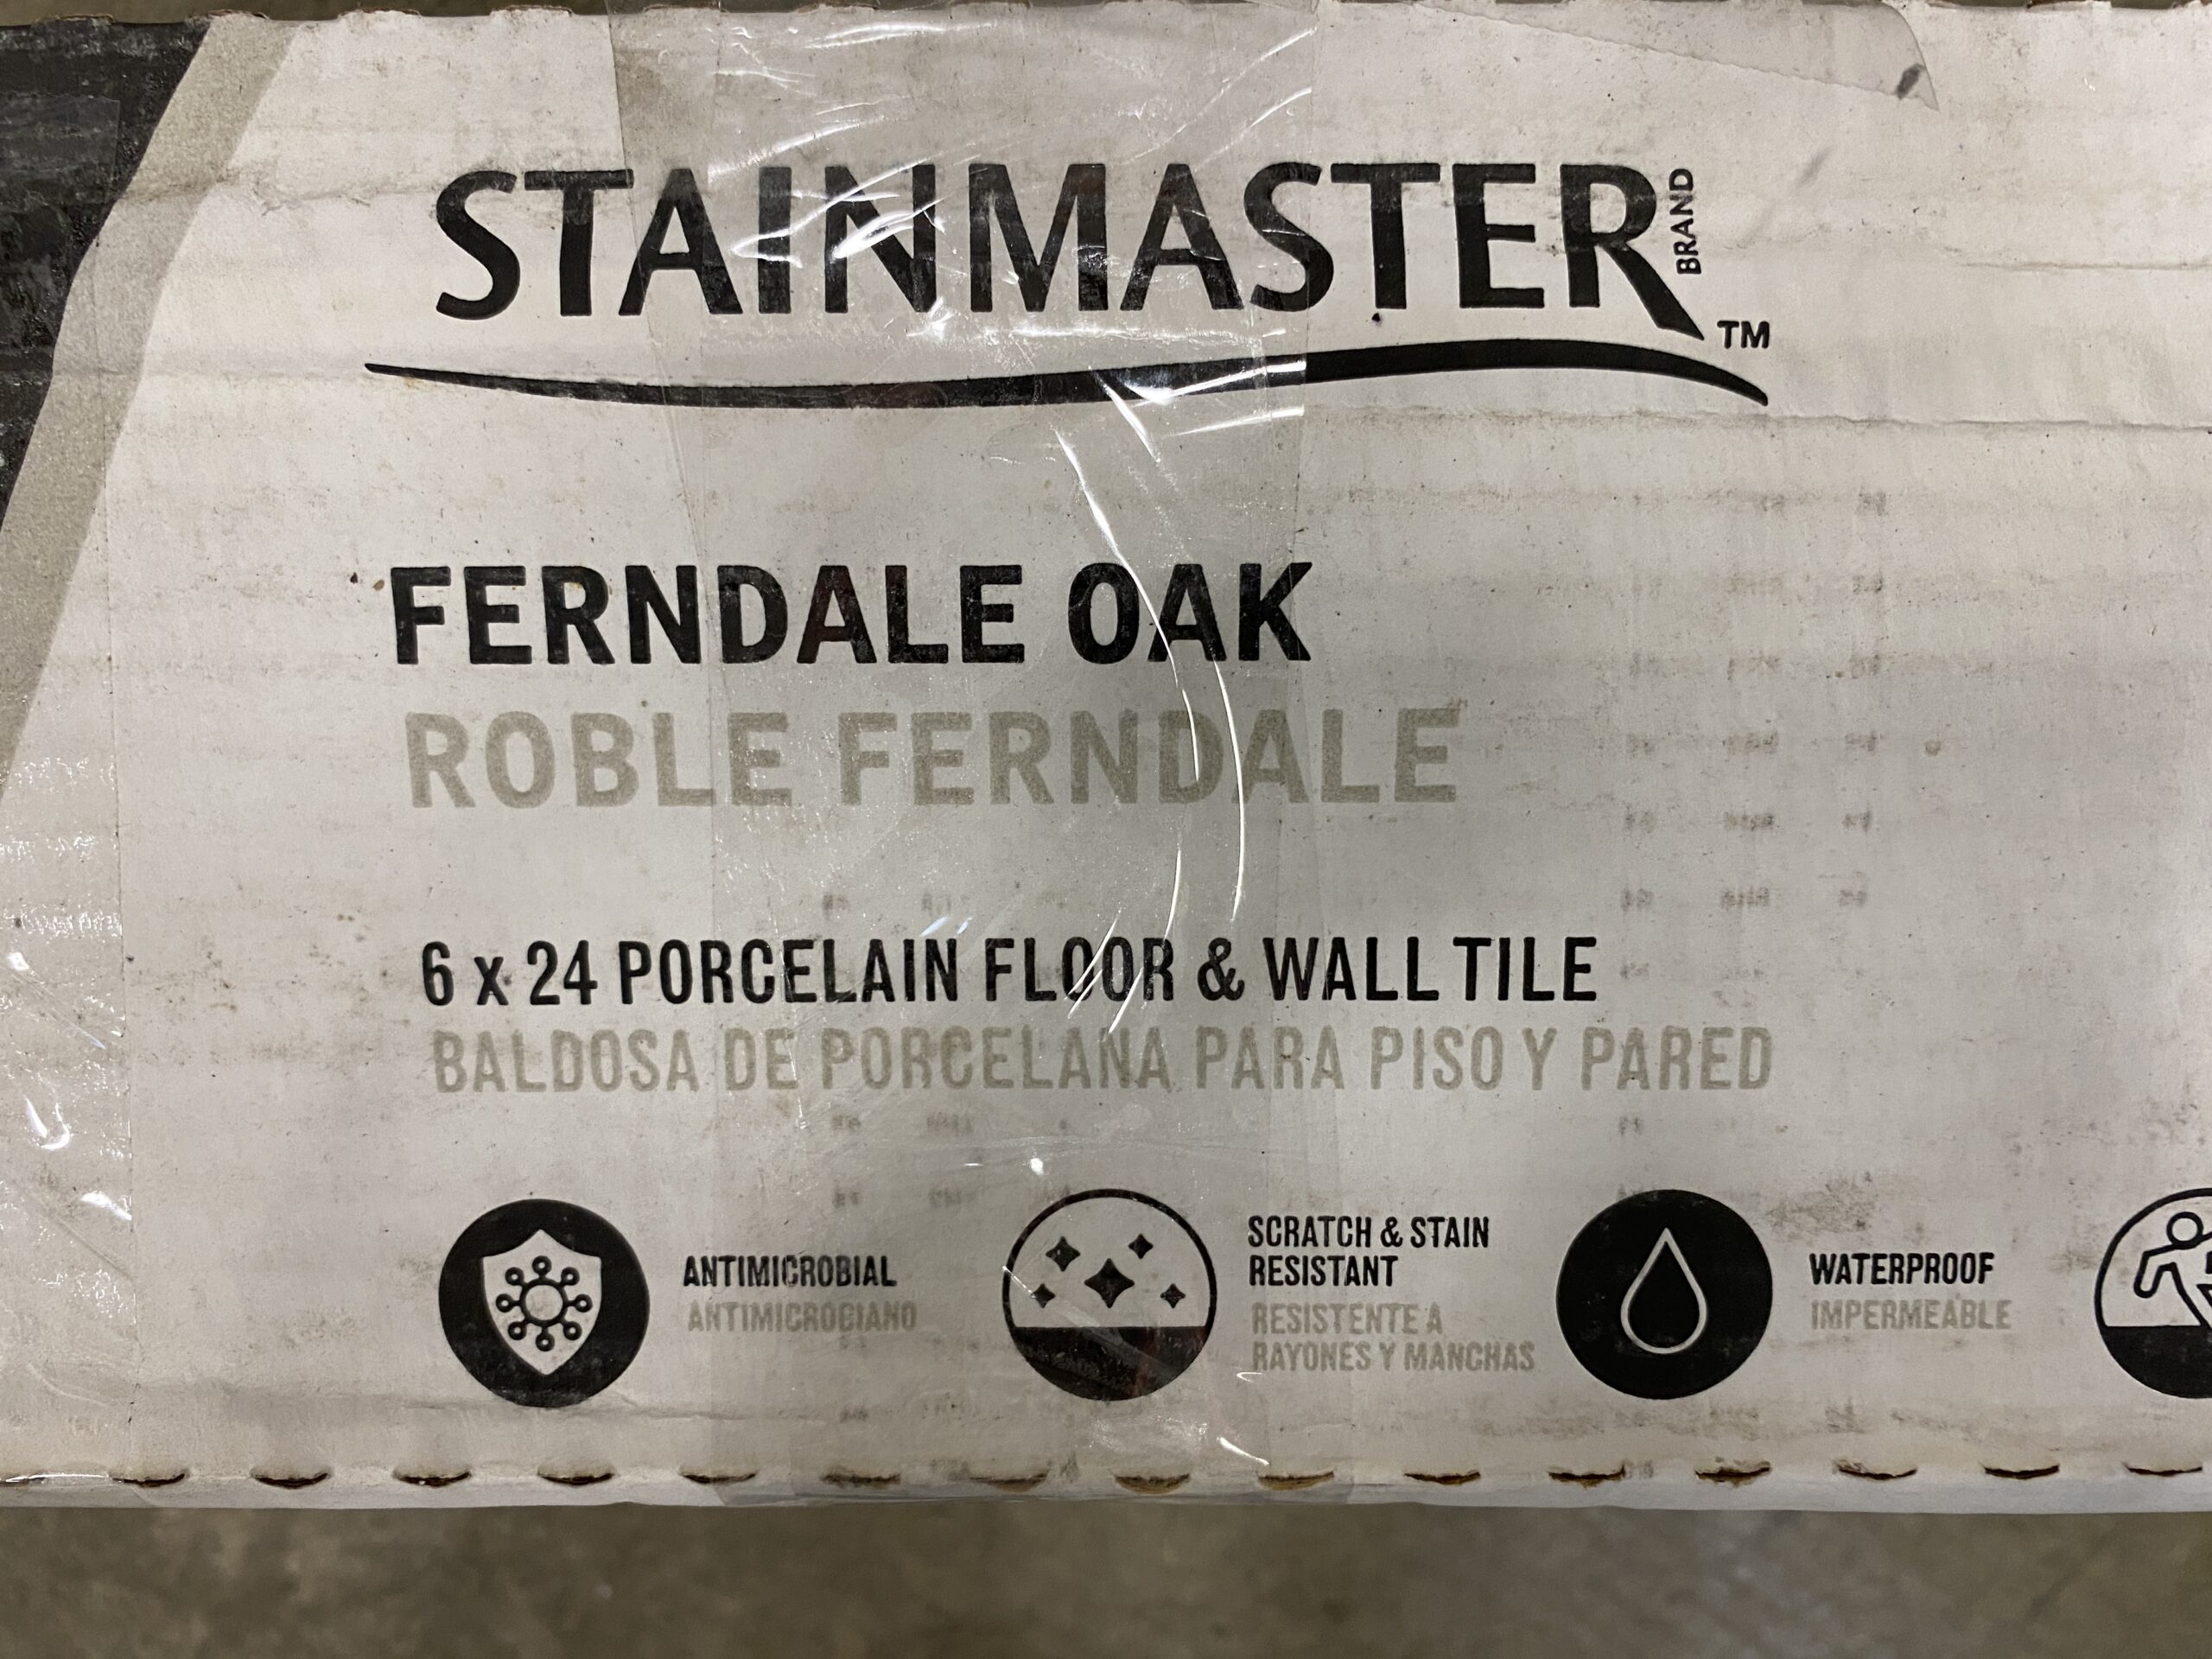 STAINMASTER BRAND
TM
FERNDALE OAK
ROBLE FERNDALE
6 x 24 PORCELAIN FLOOR & WALL TILE
BALDOSA DE PORCELANA PARA PISO Y PARED
ANTIMICROBIAL
ANTIMICROBIANO
SCRATCH & STAIN
RESISTANT
RESISTENTE A
RAYONES Y MANCHAS
WATERPROOF
IMPERMEABLE